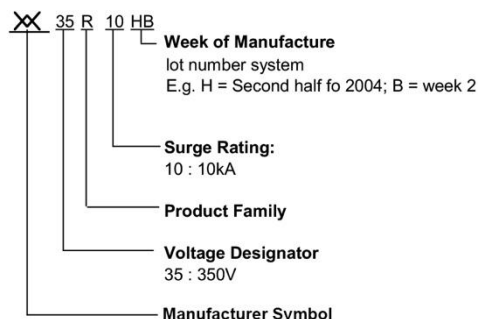 XX 35 R 10 HB
Week of Manufacture
lot number system
E.g. H = Second half fo 2004; B = week 2
Surge Rating:
10 : 10kA
Product Family
Voltage Designator
35 : 350V
Manufacturer Symbol